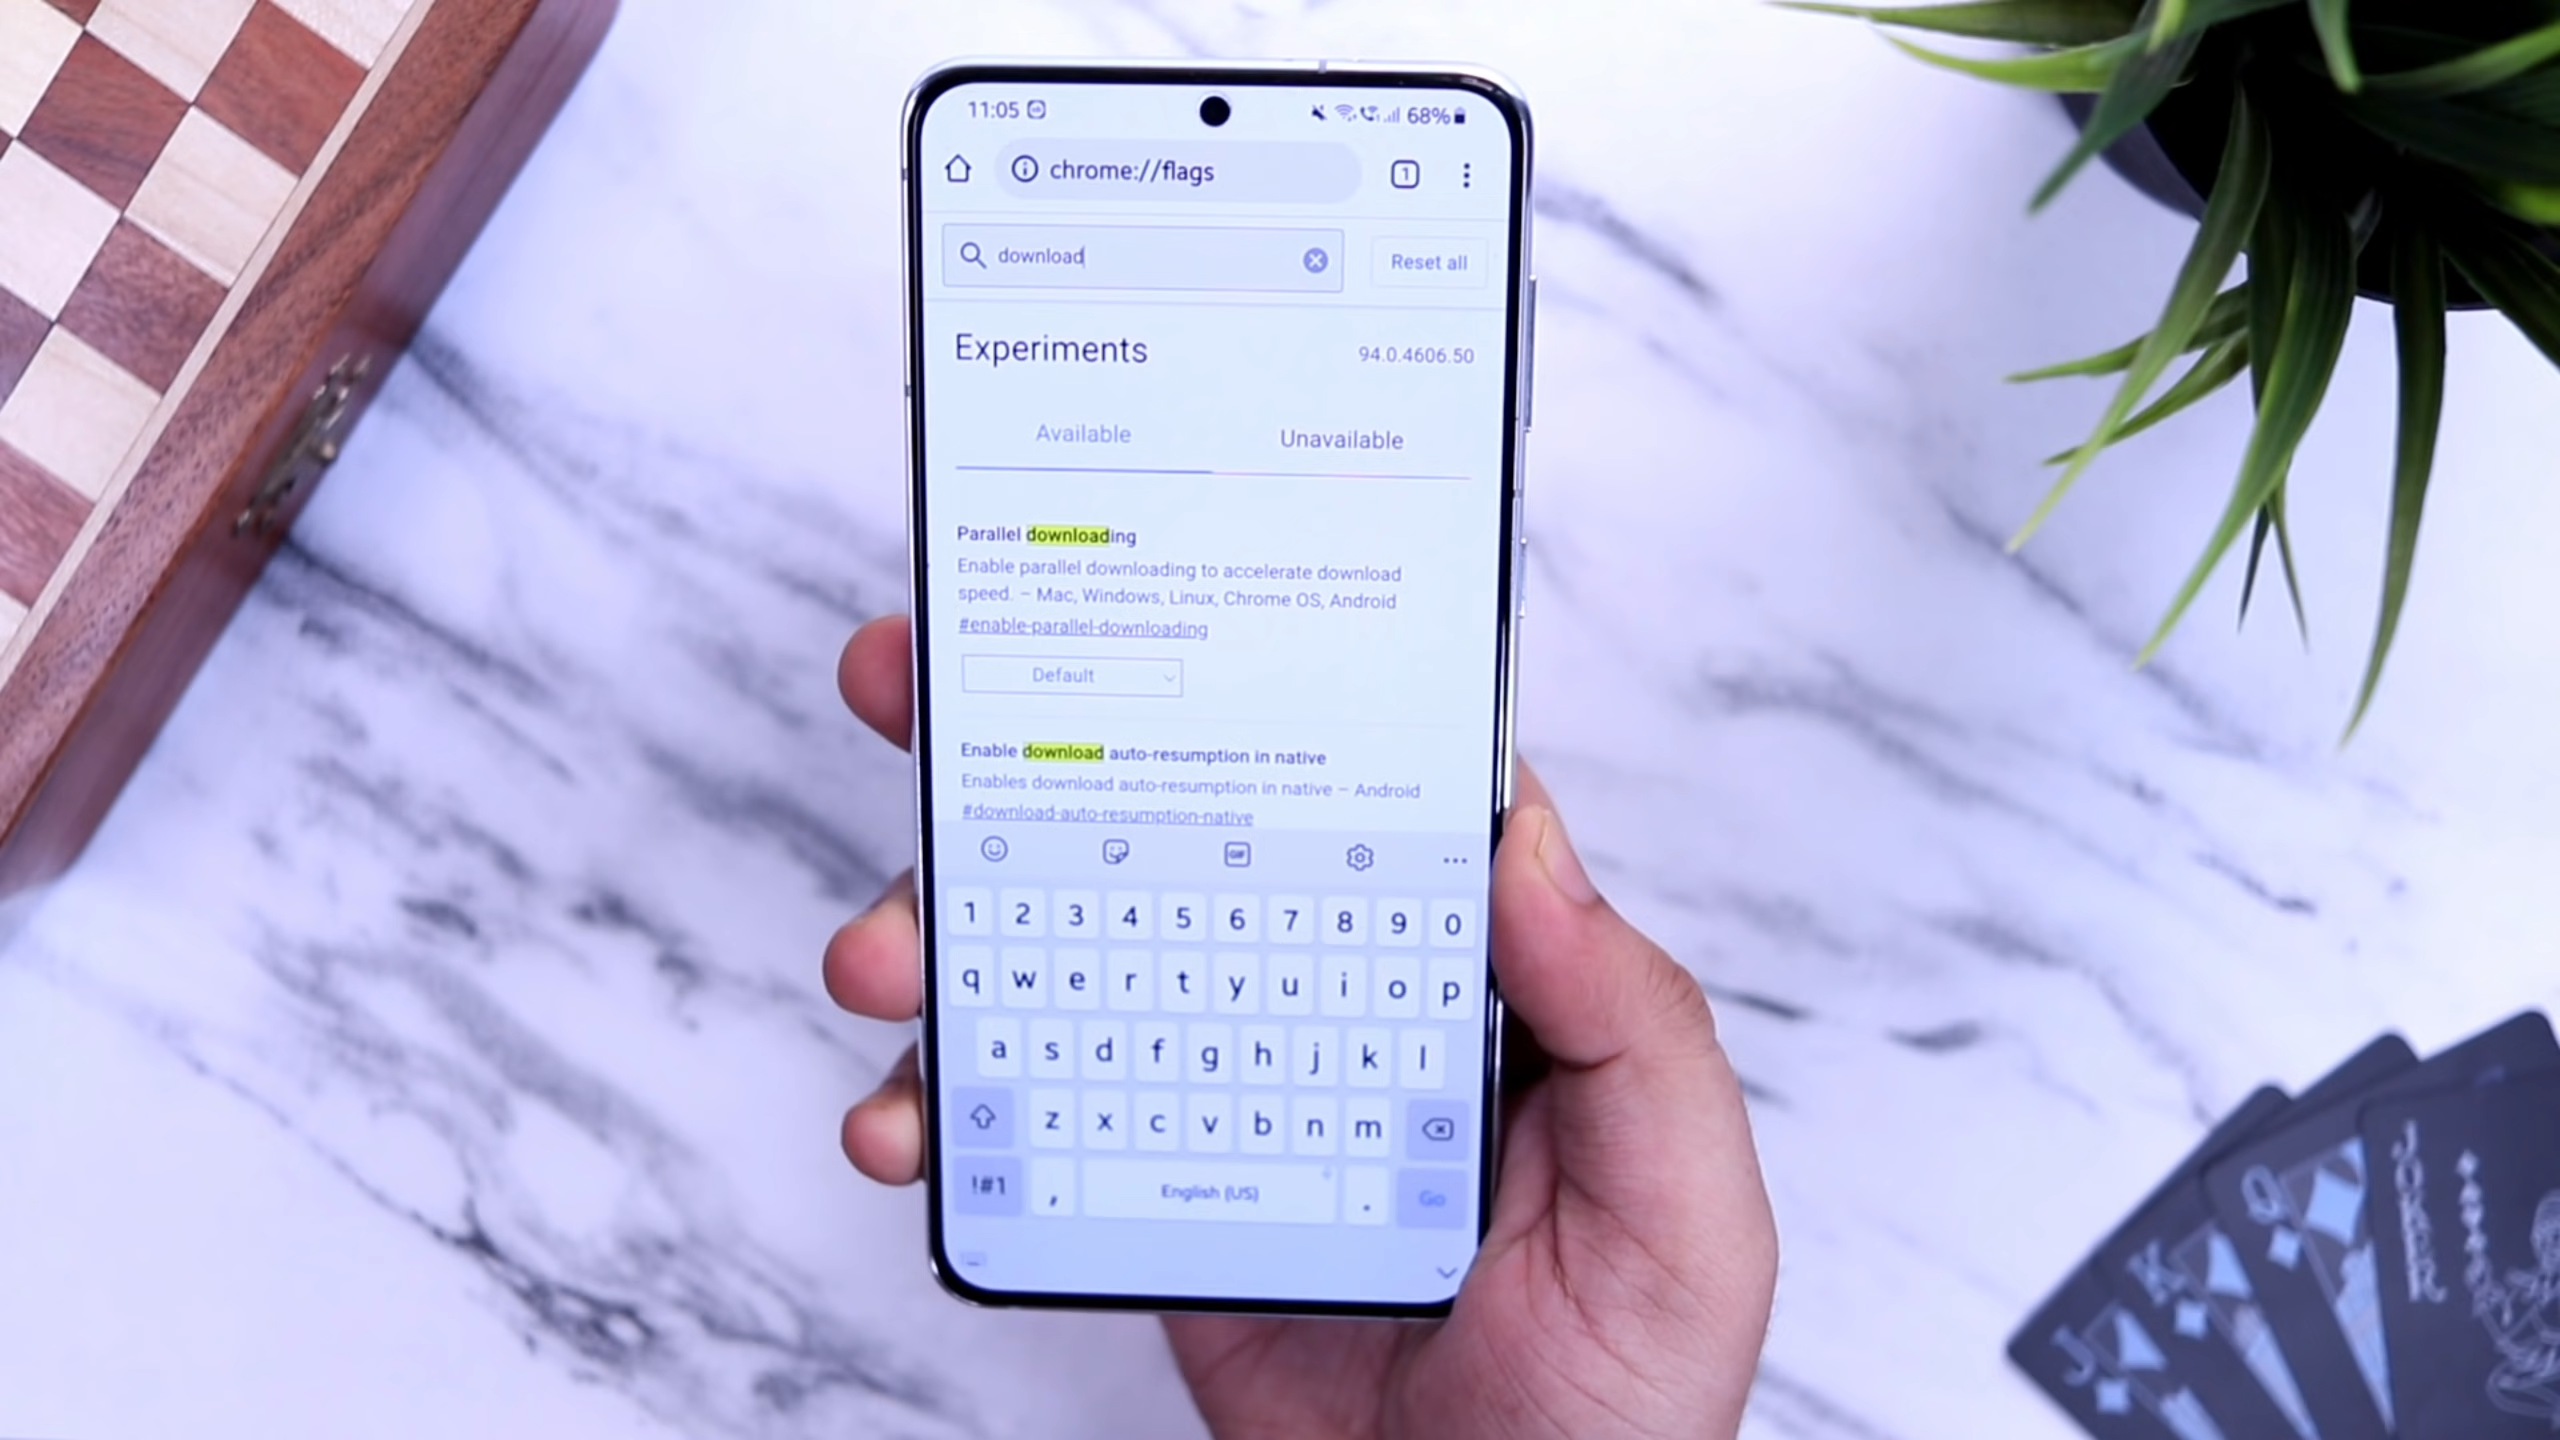 11:05 68%
chrome://flags 1
download Reset all
Experiments 94.0.4606.50
Available Unavailable
Parallel downloading
Enable parallel downloading to accelerate download
speed. – Mac, Windows, Linux, Chrome OS, Android
#enable-parallel-downloading
Default
Enable download auto-resumption in native
Enables download auto-resumption in native – Android
#download-auto-resumption-native
GIF
1 2 3 4 5 6 7 8 9 0
q w e r t y u i o p
a s d f g h j k l
z x c v b n m
!#1 , English (US) . Go
J
K
Q
JOKER